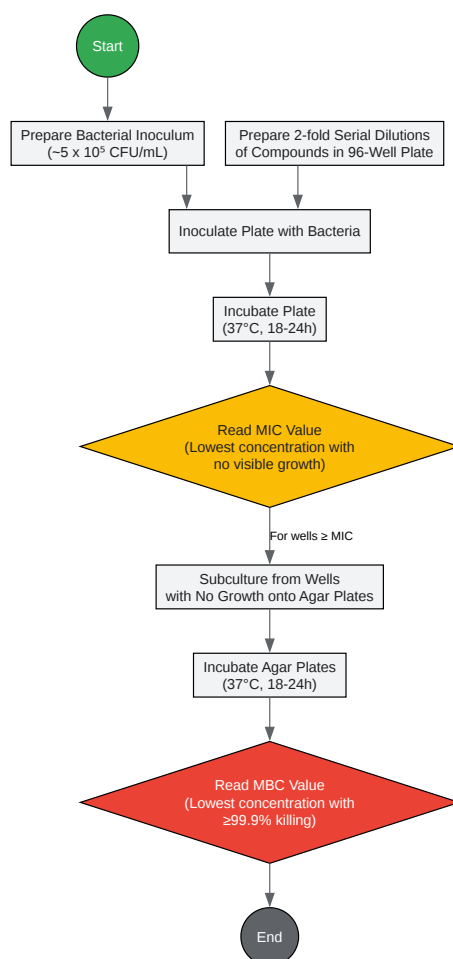 Start
Prepare Bacterial Inoculum
(~5 x 10⁵ CFU/mL)
Prepare 2-fold Serial Dilutions
of Compounds in 96-Well Plate
Inoculate Plate with Bacteria
Incubate Plate
(37°C, 18-24h)
Read MIC Value
(Lowest concentration with
no visible growth)
For wells ≥ MIC
Subculture from Wells
with No Growth onto Agar Plates
Incubate Agar Plates
(37°C, 18-24h)
Read MBC Value
(Lowest concentration with
≥99.9% killing)
End